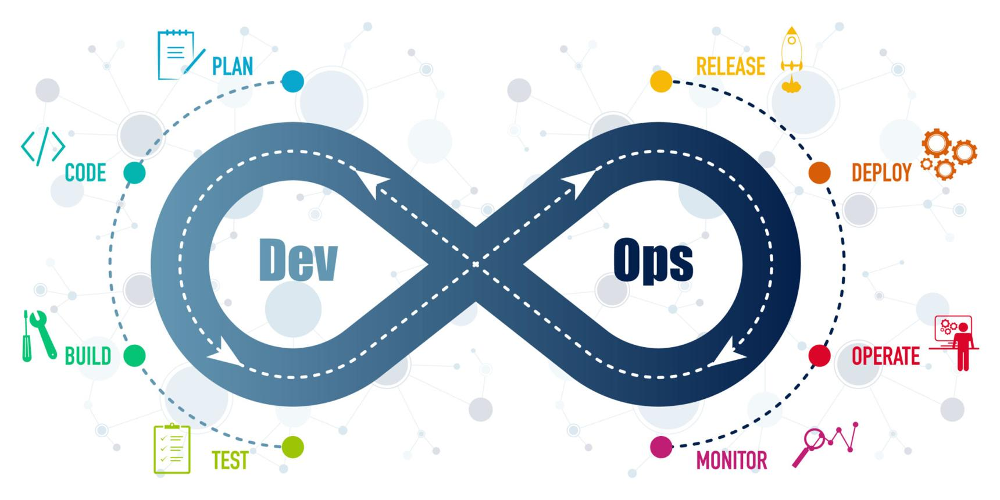 PLAN
CODE
BUILD
TEST
Dev
Ops
RELEASE
DEPLOY
OPERATE
MONITOR